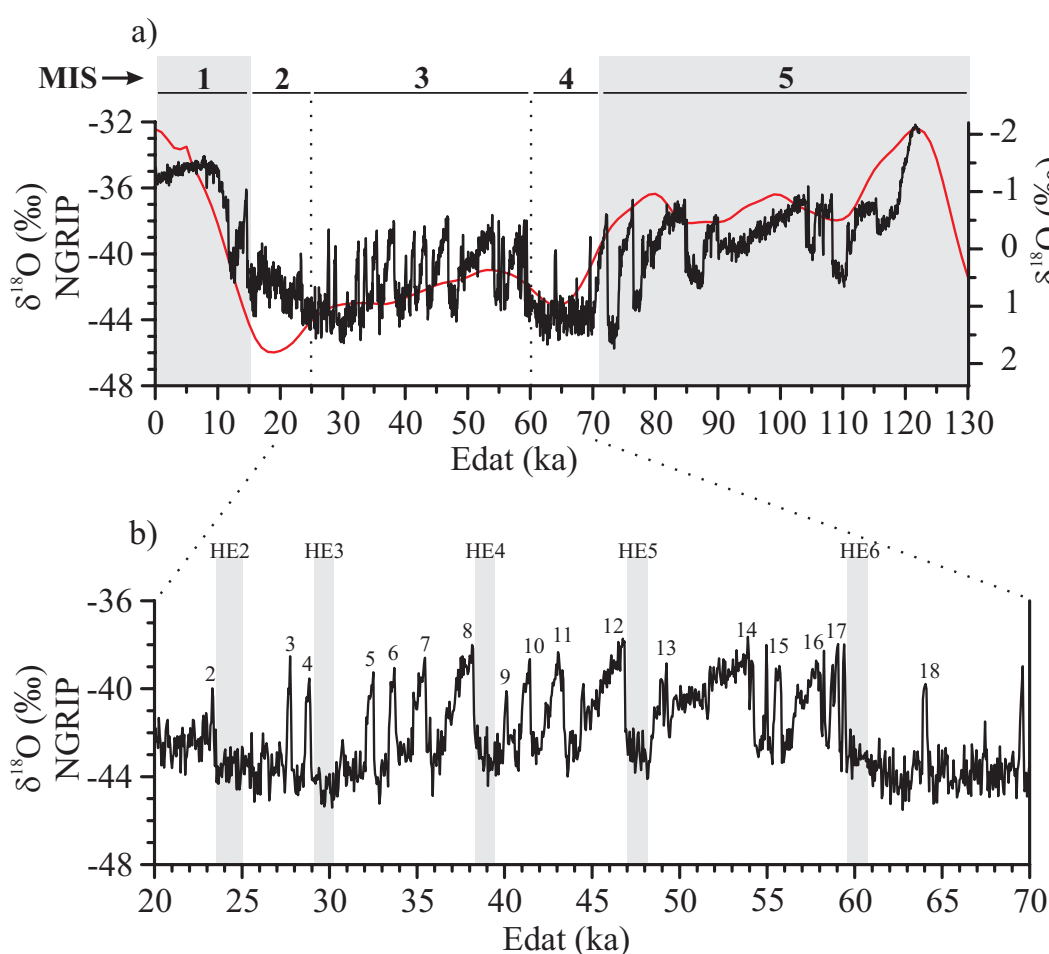 a)
MIS
1 2 3 4 5
-32
-36
-40
-44
-48
δ18O (‰)
NGRIP
-2
-1
0
1
2
δ18O (‰)
0 10 20 30 40 50 60 70 80 90 100 110 120 130
Edat (ka)
b)
HE2 HE3 HE4 HE5 HE6
-36
-40
-44
-48
δ18O (‰)
NGRIP
2 3 4 5 6 7 8 9 10 11 12 13 14 15 16 17 18
20 25 30 35 40 45 50 55 60 65 70
Edat (ka)